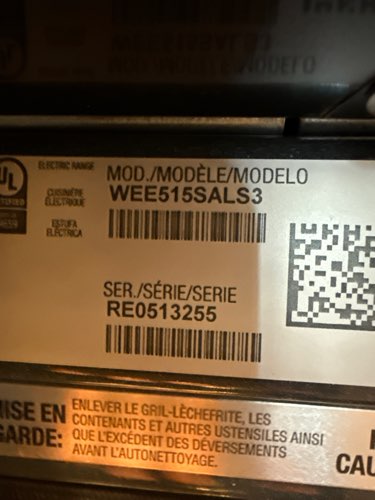 UL
ELECTRIC RANGE
CUISINIÈRE
ÉLECTRIQUE
ESTUFA
ELÉCTRICA
MOD./MODÈLE/MODELO
WEE515SALS3
SER./SÉRIE/SERIE
RE0513255
MISE EN
GARDE:
ENLEVER LE GRIL-LÈCHEFRITE, LES
CONTENANTS ET AUTRES USTENSILES AINSI
QUE L'EXCÉDENT DES DÉVERSEMENTS
AVANT L'AUTONETTOYAGE.
CAU